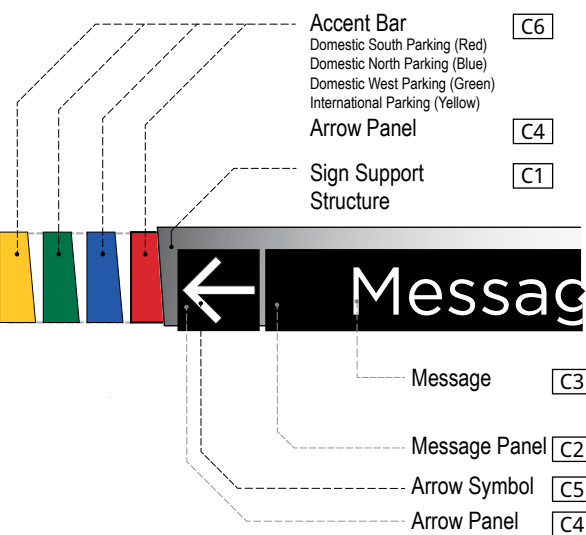 Accent Bar C6
Domestic South Parking (Red)
Domestic North Parking (Blue)
Domestic West Parking (Green)
International Parking (Yellow)
Arrow Panel C4
Sign Support C1
Structure
Messag
Message C3
Message Panel C2
Arrow Symbol C5
Arrow Panel C4